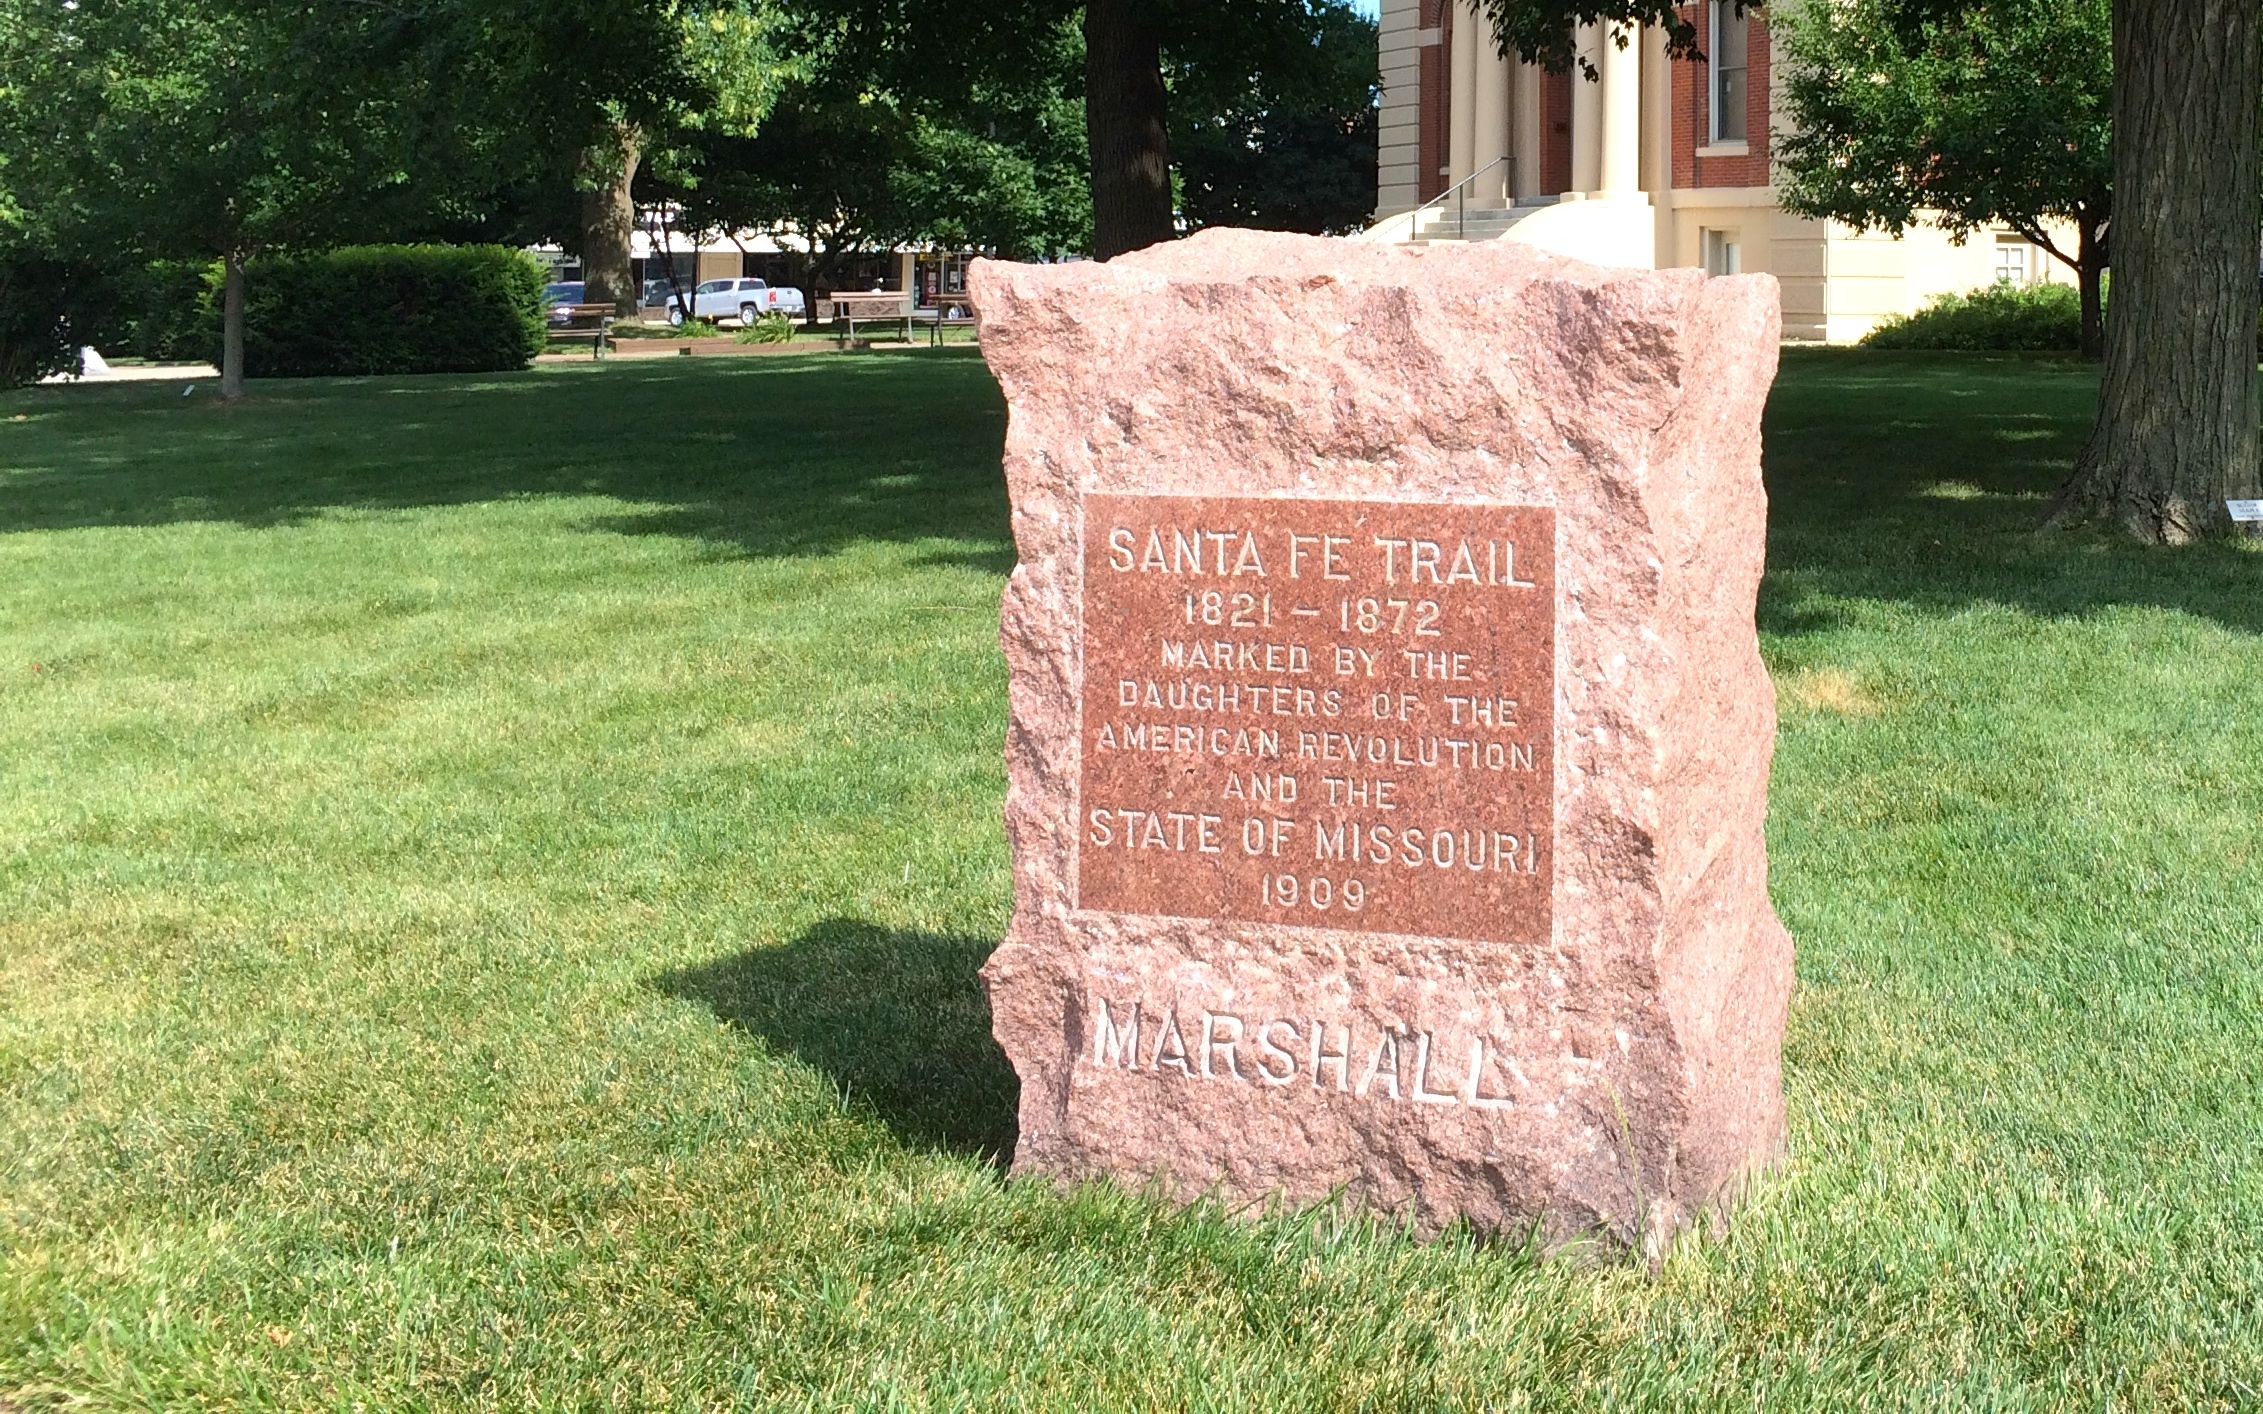 SANTA FÉ TRAIL
1821 – 1872
MARKED BY THE
DAUGHTERS OF THE
AMERICAN REVOLUTION
AND THE
STATE OF MISSOURI
1909
MARSHALL